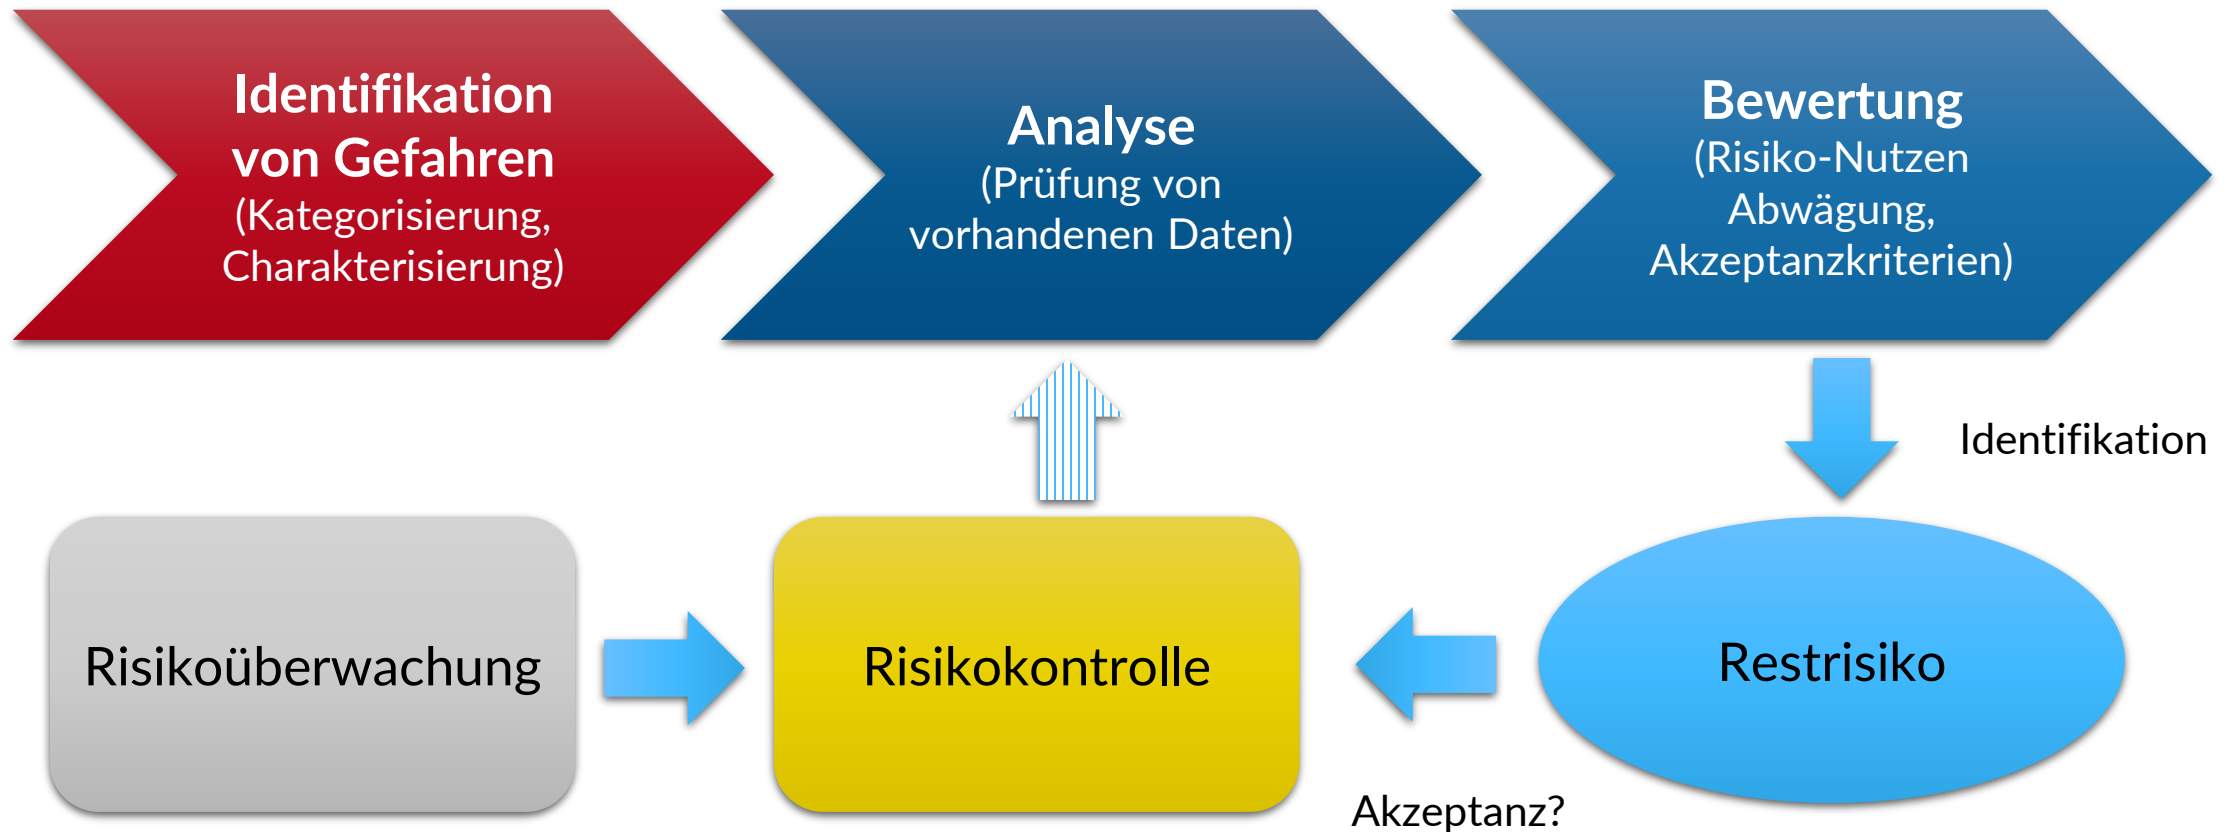 Identifikation
von Gefahren
(Kategorisierung,
Charakterisierung)
Analyse
(Prüfung von
vorhandenen Daten)
Bewertung
(Risiko-Nutzen
Abwägung,
Akzeptanzkriterien)
Identifikation
Risikoüberwachung
Risikokontrolle
Restrisiko
Akzeptanz?